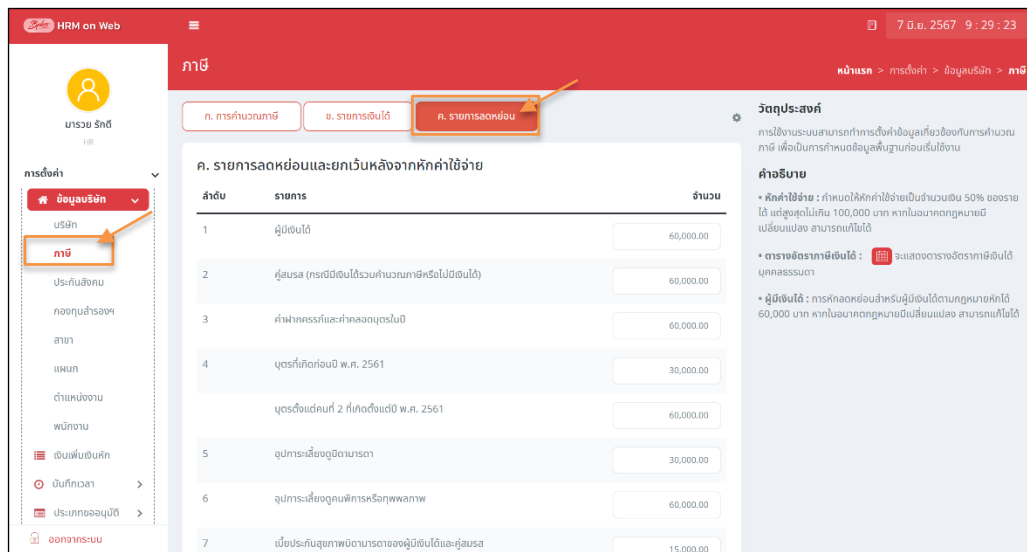 HRM on Web
7 มิ.ย. 2567 9 : 29 : 23
ภาษี
หน้าแรก > การตั้งค่า > ข้อมูลบริษัท > ภาษี
มารวย รักดี
HR
การตั้งค่า
ข้อมูลบริษัท
บริษัท
ภาษี
ประกันสังคม
กองทุนสำรองฯ
สาขา
แผนก
ตำแหน่งงาน
พนักงาน
เงินเพิ่มเงินหัก
บันทึกเวลา
ประเภทขออนุมัติ
ออกจากระบบ
ก. การคำนวณภาษี
ข. รายการเงินได้
ค. รายการลดหย่อน
ค. รายการลดหย่อนและยกเว้นหลังจากหักค่าใช้จ่าย
ลำดับ รายการ จำนวน
1 ผู้มีเงินได้ 60,000.00
2 คู่สมรส (กรณีมีเงินได้รวมคำนวณภาษีหรือไม่มีเงินได้) 60,000.00
3 ค่าฝากครรภ์และค่าคลอดบุตรในปี 60,000.00
4 บุตรที่เกิดก่อนปี พ.ศ. 2561 30,000.00
บุตรตั้งแต่คนที่ 2 ที่เกิดตั้งแต่ปี พ.ศ. 2561 60,000.00
5 อุปการะเลี้ยงดูบิดามารดา 30,000.00
6 อุปการะเลี้ยงดูคนพิการหรือทุพพลภาพ 60,000.00
7 เบี้ยประกันสุขภาพบิดามารดาของผู้มีเงินได้และคู่สมรส 15,000.00
วัตถุประสงค์
การใช้งานระบบสามารถทำการตั้งค่าข้อมูลเกี่ยวข้องกับการคำนวณ
ภาษี เพื่อเป็นการกำหนดข้อมูลพื้นฐานก่อนเริ่มใช้งาน
คำอธิบาย
• หักค่าใช้จ่าย : กำหนดให้หักค่าใช้จ่ายเป็นจำนวนเงิน 50% ของราย
ได้ แต่สูงสุดไม่เกิน 100,000 บาท หากในอนาคตกฎหมายมี
เปลี่ยนแปลง สามารถแก้ไขได้
• ตารางอัตราภาษีเงินได้ : จะแสดงตารางอัตราภาษีเงินได้
บุคคลธรรมดา
• ผู้มีเงินได้ : การหักลดหย่อนสำหรับผู้มีเงินได้ตามกฎหมายหักได้
60,000 บาท หากในอนาคตกฎหมายมีเปลี่ยนแปลง สามารถแก้ไขได้